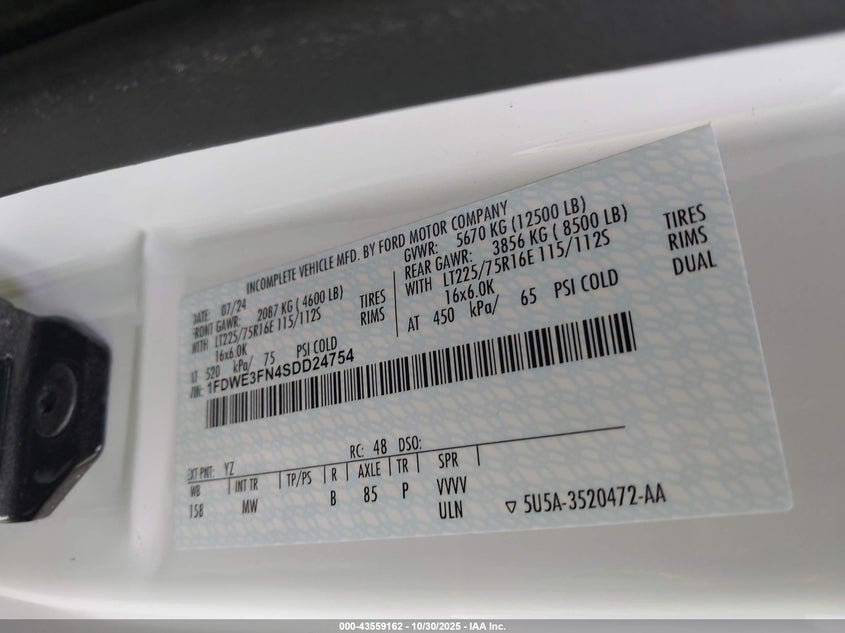 INCOMPLETE VEHICLE MFD. BY FORD MOTOR COMPANY
DATE: 07/24
GVWR: 5670 KG (12500 LB)
FRONT GAWR: 2087 KG (4600 LB)
REAR GAWR: 3856 KG ( 8500 LB)
WITH LT225/75R16E 115/112S TIRES
WITH LT225/75R16E 115/112S TIRES
16x6.0K RIMS
16x6.0K RIMS
AT 520 kPa/ 75 PSI COLD
AT 450 kPa/ 65 PSI COLD DUAL
VIN: 1FDWE3FN4SDD24754
EXT PNT: YZ RC: 48 DSO:
WB INT TR TP/PS R AXLE TR SPR
158 MW B 85 P VVVV
ULN
5U5A-3520472-AA
000-43559162 - 10/30/2025 - IAA Inc.